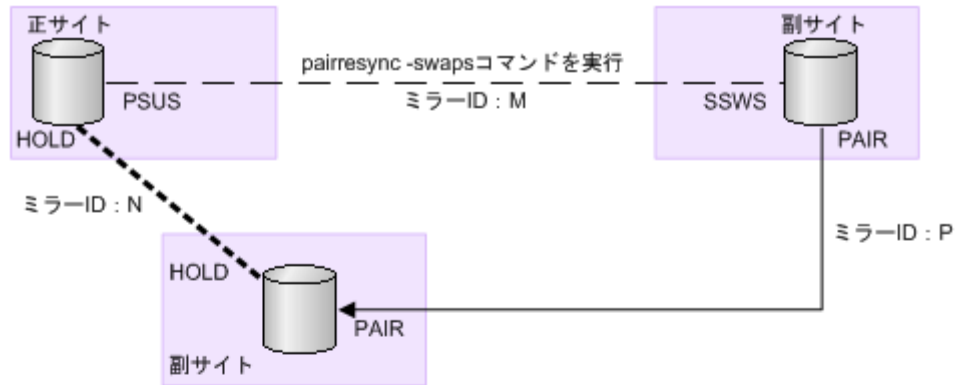 正サイト
副サイト
pairresync -swapsコマンドを実行
PSUS
ミラーID：M
SSWS
HOLD
PAIR
ミラーID：N
ミラーID：P
HOLD
PAIR
副サイト